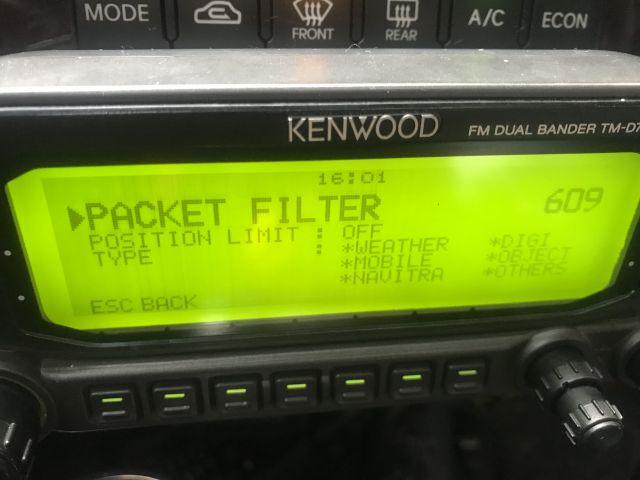 MODE
FRONT
REAR
A/C
ECON
KENWOOD
FM DUAL BANDER TM-D7
16:01
PACKET FILTER 609
POSITION LIMIT : OFF
TYPE : *WEATHER *DIGI
*MOBILE *OBJECT
*NAVITRA *OTHERS
ESC BACK